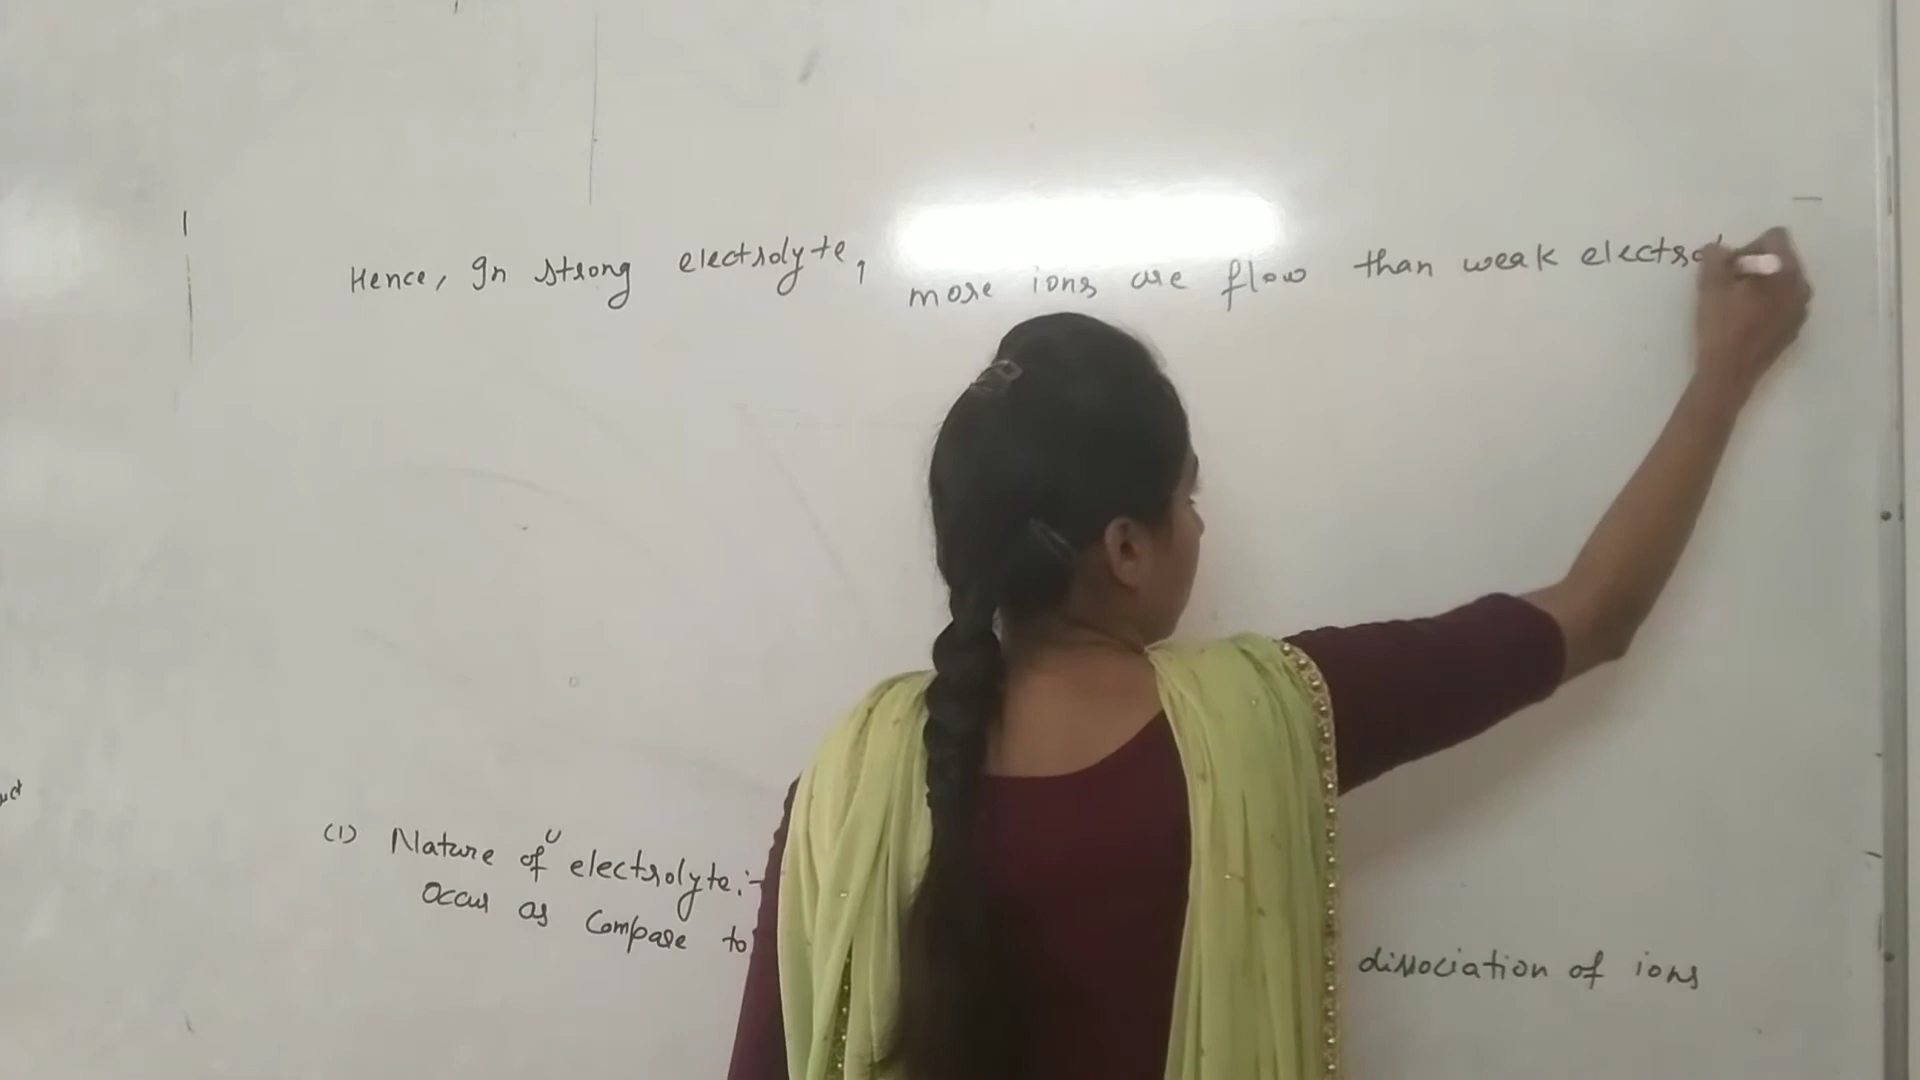 Hence, In strong electrolyte, more ions are flow than weak electro
(1) Nature of electrolyte:-
Occur as Compare to dissociation of ions